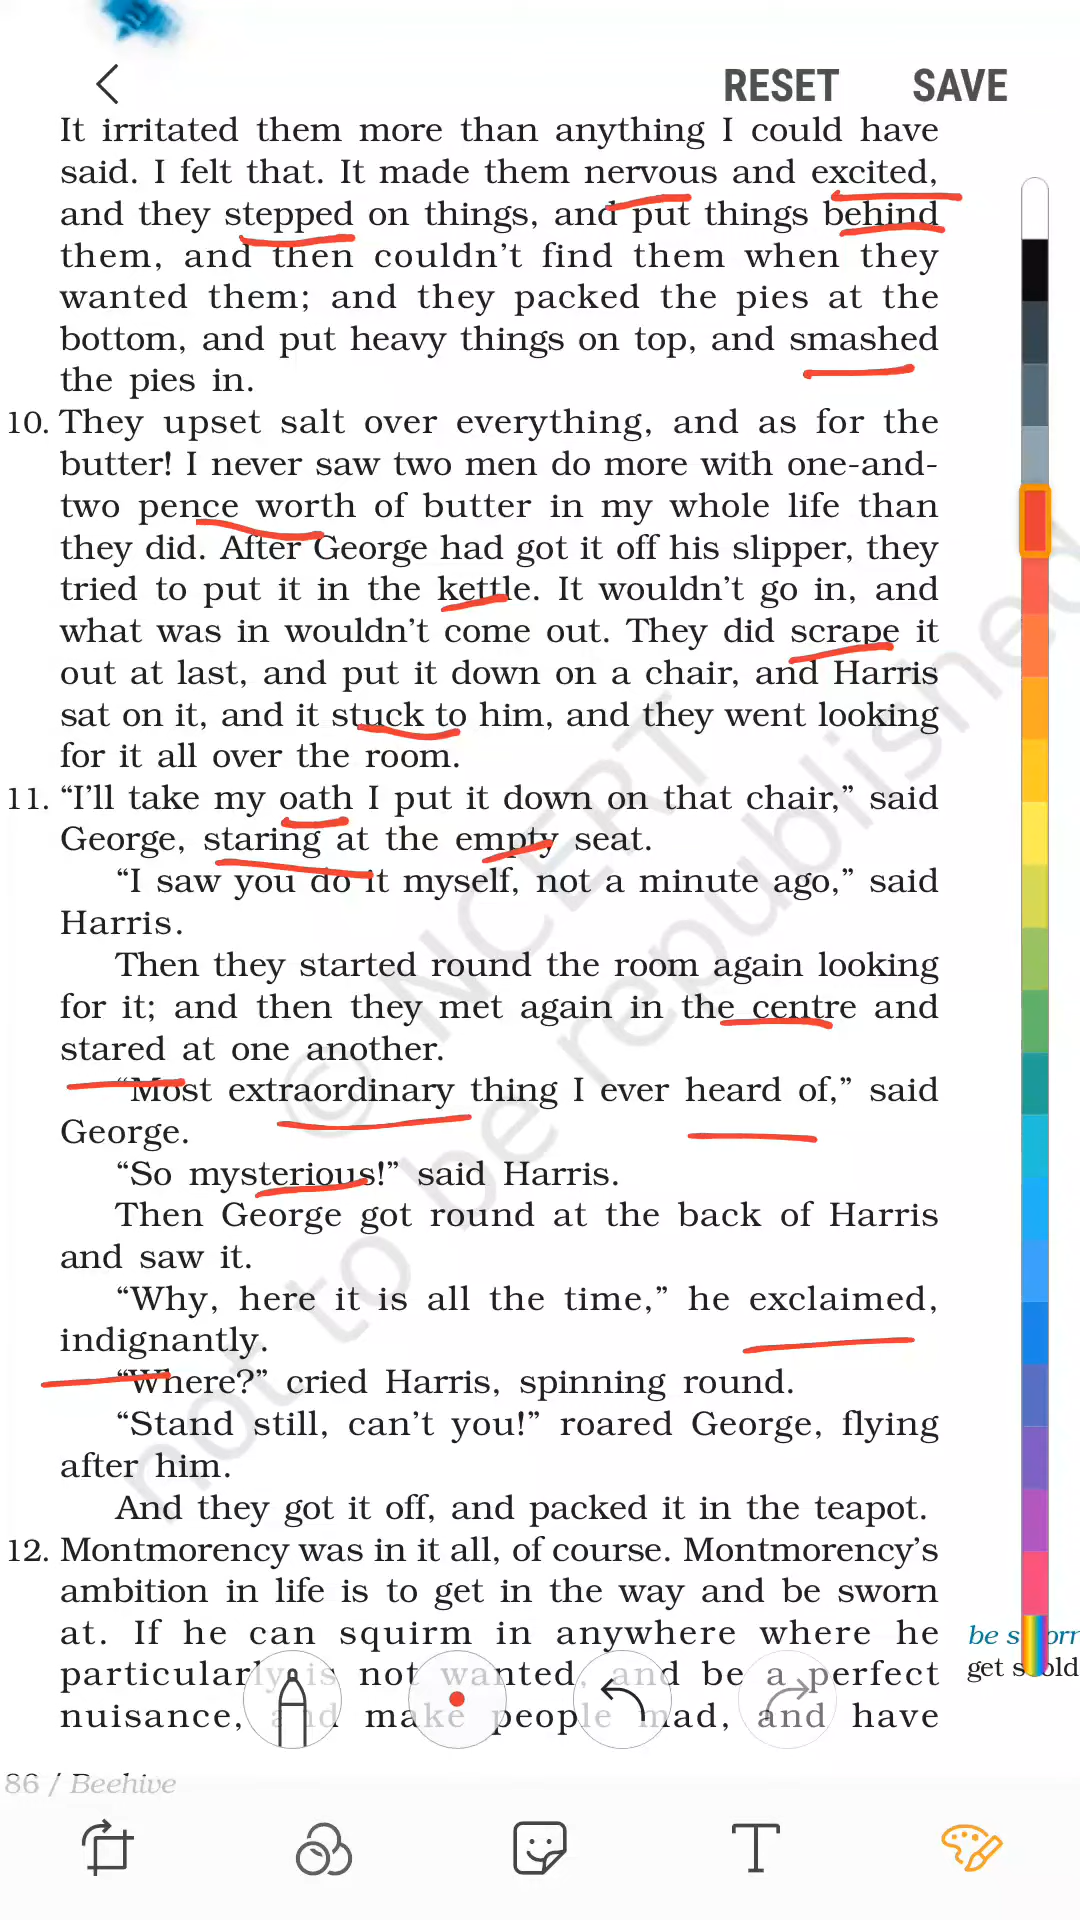 RESET SAVE
It irritated them more than anything I could have
said. I felt that. It made them nervous and excited,
and they stepped on things, and put things behind
them, and then couldn’t find them when they
wanted them; and they packed the pies at the
bottom, and put heavy things on top, and smashed
the pies in.
10. They upset salt over everything, and as for the
butter! I never saw two men do more with one-and-
two pence worth of butter in my whole life than
they did. After George had got it off his slipper, they
tried to put it in the kettle. It wouldn’t go in, and
what was in wouldn’t come out. They did scrape it
out at last, and put it down on a chair, and Harris
sat on it, and it stuck to him, and they went looking
for it all over the room.
11. “I’ll take my oath I put it down on that chair,” said
George, staring at the empty seat.
“I saw you do it myself, not a minute ago,” said
Harris.
Then they started round the room again looking
for it; and then they met again in the centre and
stared at one another.
“Most extraordinary thing I ever heard of,” said
George.
“So mysterious!” said Harris.
Then George got round at the back of Harris
and saw it.
“Why, here it is all the time,” he exclaimed,
indignantly.
“Where?” cried Harris, spinning round.
“Stand still, can’t you!” roared George, flying
after him.
And they got it off, and packed it in the teapot.
12. Montmorency was in it all, of course. Montmorency’s
ambition in life is to get in the way and be sworn
at. If he can squirm in anywhere where he
particularly is not wanted, and be a perfect
nuisance, and make people mad, and have
be
get
86 / Beehive
© NCERT
not to be republished
T